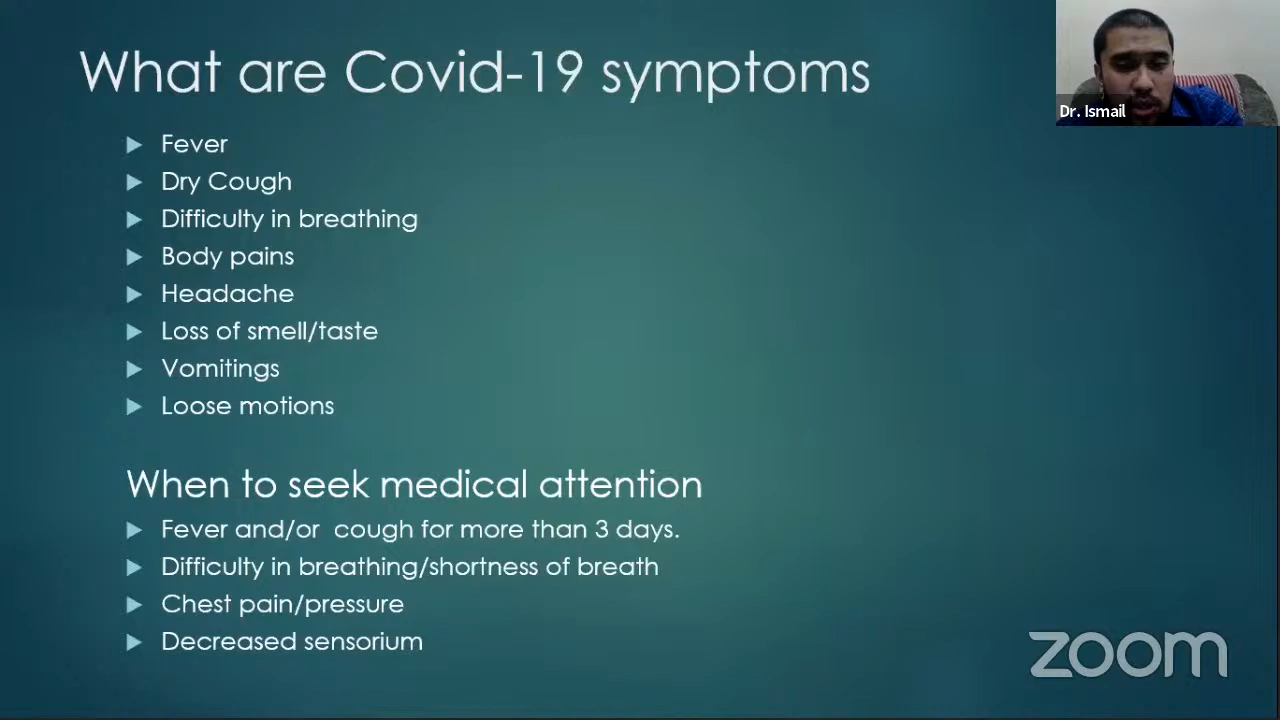 What are Covid-19 symptoms
Dr. Ismail
Fever
Dry Cough
Difficulty in breathing
Body pains
Headache
Loss of smell/taste
Vomitings
Loose motions
When to seek medical attention
Fever and/or  cough for more than 3 days.
Difficulty in breathing/shortness of breath
Chest pain/pressure
Decreased sensorium
zoom